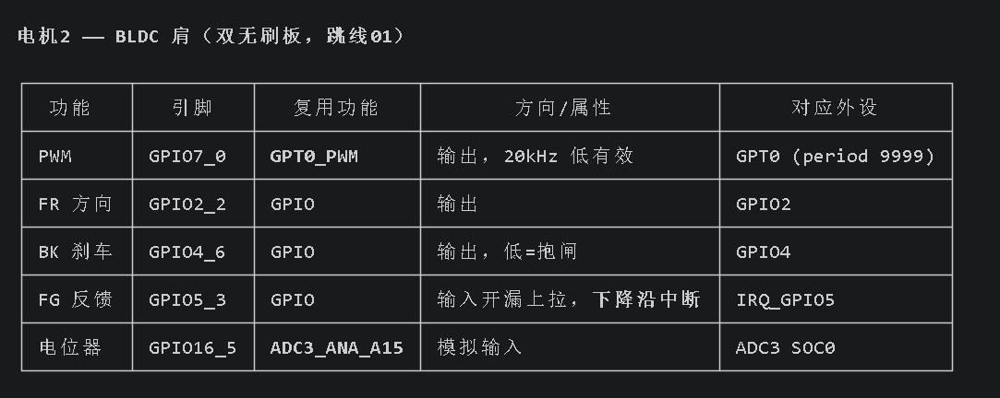 电机2 —— BLDC 肩（双无刷板，跳线01）
功能 引脚 复用功能 方向/属性 对应外设
PWM GPIO7_0 GPT0_PWM 输出，20kHz 低有效 GPT0 (period 9999)
FR 方向 GPIO2_2 GPIO 输出 GPIO2
BK 刹车 GPIO4_6 GPIO 输出，低=抱闸 GPIO4
FG 反馈 GPIO5_3 GPIO 输入开漏上拉，下降沿中断 IRQ_GPIO5
电位器 GPIO16_5 ADC3_ANA_A15 模拟输入 ADC3 SOC0